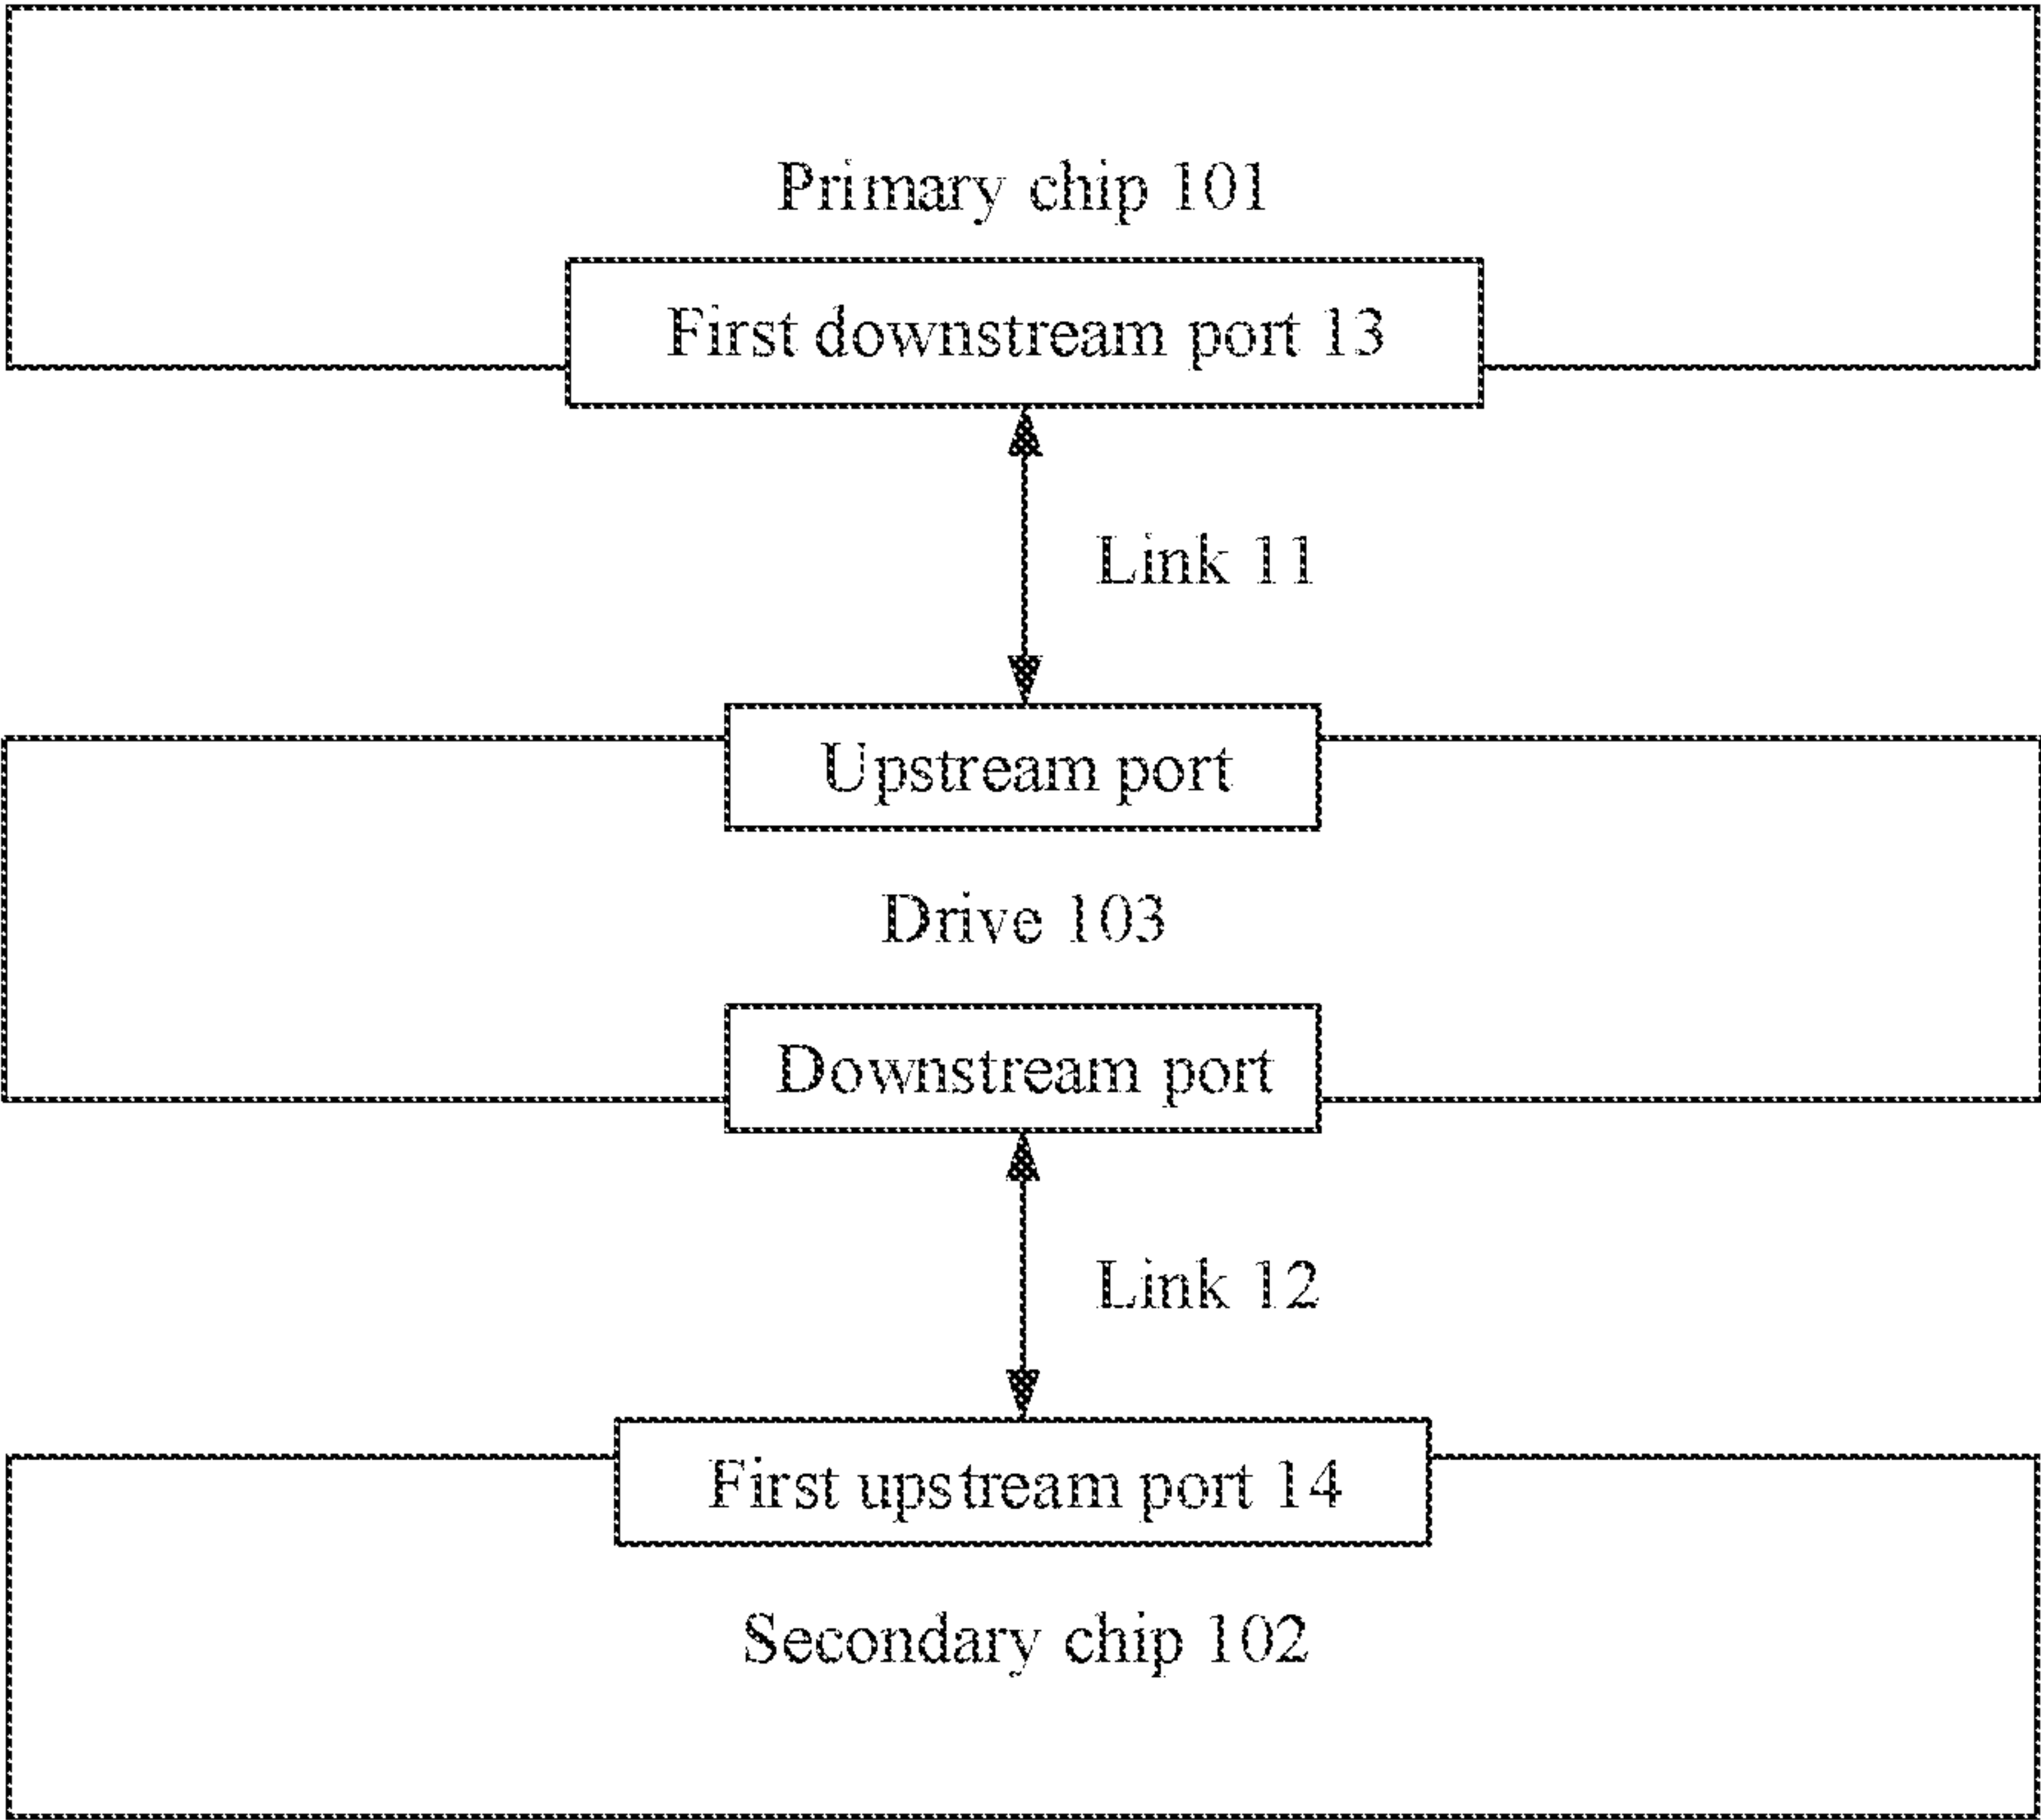 Primary chip 101
First downstream port 13
Link 11
Upstream port
Drive 103
Downstream port
Link 12
First upstream port 14
Secondary chip 102